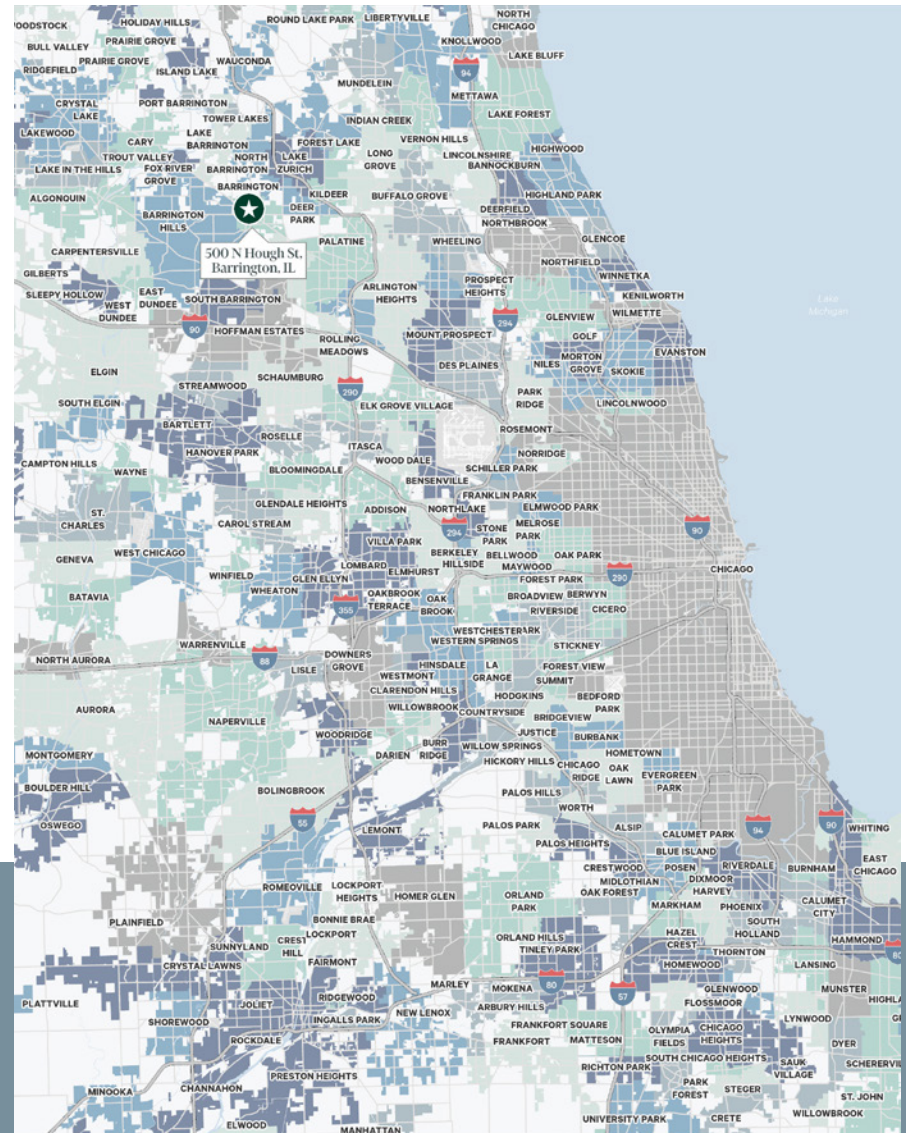 WOODSTOCK
HOLIDAY HILLS
ROUND LAKE PARK
LIBERTYVILLE
NORTH
CHICAGO
BULL VALLEY
PRAIRIE GROVE
WAUCONDA
KNOLLWOOD
LAKE BLUFF
RIDGEFIELD
PRAIRIE GROVE
ISLAND LAKE
MUNDELEIN
94
METTAWA
CRYSTAL
LAKE
PORT BARRINGTON
TOWER LAKES
INDIAN CREEK
LAKE FOREST
LAKEWOOD
CARY
LAKE
BARRINGTON
FOREST LAKE
VERNON HILLS
HIGHWOOD
TROUT VALLEY
NORTH
BARRINGTON
LAKE
ZURICH
LONG
GROVE
LINCOLNSHIRE
BANNOCKBURN
LAKE IN THE HILLS
FOX RIVER
GROVE
BARRINGTON
KILDEER
BUFFALO GROVE
HIGHLAND PARK
ALGONQUIN
BARRINGTON
HILLS
DEER
PARK
DEERFIELD
NORTHBROOK
500 N Hough St,
Barrington, IL
PALATINE
WHEELING
GLENCOE
CARPENTERSVILLE
NORTHFIELD
GILBERTS
WINNETKA
SLEEPY HOLLOW
EAST
DUNDEE
SOUTH BARRINGTON
ARLINGTON
HEIGHTS
PROSPECT
HEIGHTS
KENILWORTH
WEST
DUNDEE
WILMETTE
Lake
Michigan
90
HOFFMAN ESTATES
294
GLENVIEW
ROLLING
MEADOWS
MOUNT PROSPECT
GOLF
EVANSTON
ELGIN
SCHAUMBURG
DES PLAINES
NILES
MORTON
GROVE
SKOKIE
STREAMWOOD
290
PARK
RIDGE
SOUTH ELGIN
ELK GROVE VILLAGE
LINCOLNWOOD
BARTLETT
ROSELLE
ROSEMONT
HANOVER PARK
ITASCA
NORRIDGE
CAMPTON HILLS
WAYNE
BLOOMINGDALE
WOOD DALE
SCHILLER PARK
BENSENVILLE
FRANKLIN PARK
ST.
CHARLES
GLENDALE HEIGHTS
ADDISON
NORTHLAKE
ELMWOOD PARK
CAROL STREAM
294
STONE
PARK
MELROSE
PARK
90
VILLA PARK
GENEVA
WEST CHICAGO
BERKELEY
BELLWOOD
OAK PARK
HILLSIDE
MAYWOOD
LOMBARD
ELMHURST
CHICAGO
WINFIELD
GLEN ELLYN
FOREST PARK
290
BATAVIA
WHEATON
OAKBROOK
TERRACE
OAK
BROOK
BROADVIEW
BERWYN
355
RIVERSIDE
CICERO
WESTCHESTER
ARK
WESTERN SPRINGS
WARRENVILLE
STICKNEY
NORTH AURORA
88
DOWNERS
GROVE
HINSDALE
LA
GRANGE
FOREST VIEW
LISLE
WESTMONT
SUMMIT
CLARENDON HILLS
HODGKINS
BEDFORD
PARK
AURORA
WILLOWBROOK
COUNTRYSIDE
NAPERVILLE
BRIDGEVIEW
WOODRIDGE
JUSTICE
BURBANK
DARIEN
BURR
RIDGE
WILLOW SPRINGS
HOMETOWN
MONTGOMERY
HICKORY HILLS
CHICAGO
RIDGE
OAK
LAWN
EVERGREEN
PARK
BOULDER HILL
BOLINGBROOK
PALOS HILLS
WORTH
OSWEGO
55
LEMONT
PALOS PARK
ALSIP
94
90
WHITING
PALOS HEIGHTS
CALUMET PARK
BLUE ISLAND
EAST
CHICAGO
CRESTWOOD
POSEN
RIVERDALE
BURNHAM
MIDLOTHIAN
DIXMOOR
ROMEOVILLE
LOCKPORT
HEIGHTS
HOMER GLEN
ORLAND
PARK
OAK FOREST
HARVEY
CALUMET
CITY
MARKHAM
PHOENIX
PLAINFIELD
BONNIE BRAE
SOUTH
HOLLAND
CREST
HILL
LOCKPORT
ORLAND HILLS
HAZEL
CREST
HAMMOND
SUNNYLAND
TINLEY PARK
THORNTON
80
CRYSTAL LAWNS
FAIRMONT
HOMEWOOD
LANSING
MARLEY
MOKENA
80
57
GLENWOOD
MUNSTER
PLATTVILLE
RIDGEWOOD
ARBURY HILLS
FLOSSMOOR
JOLIET
NEW LENOX
LYNWOOD
SHOREWOOD
INGALLS PARK
FRANKFORT SQUARE
OLYMPIA
FIELDS
CHICAGO
HEIGHTS
ROCKDALE
FRANKFORT
MATTESON
DYER
SOUTH CHICAGO HEIGHTS
SCHERERVIL
PRESTON HEIGHTS
RICHTON PARK
SAUK
VILLAGE
CHANNAHON
PARK
FOREST
STEGER
ST. JOHN
MINOOKA
ELWOOD
MANHATTAN
UNIVERSITY PARK
CRETE
WILLOWBROOK